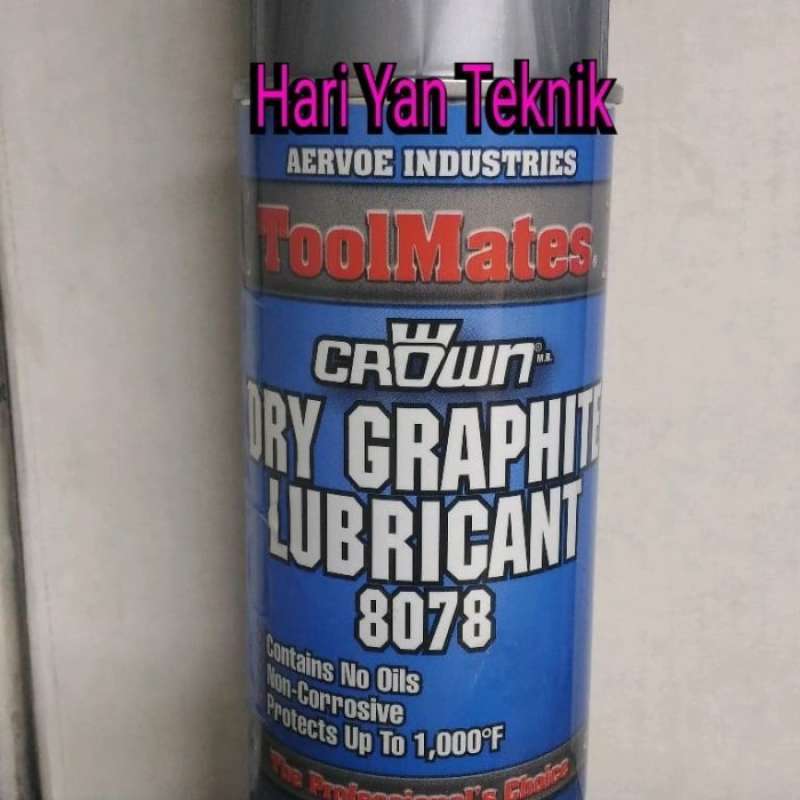 Hari Yan Teknik
AERVOE INDUSTRIES
ToolMates®
CROWN® M.R.
DRY GRAPHITE
LUBRICANT
8078
Contains No Oils
Non-Corrosive
Protects Up To 1,000°F
The Professional's Choice